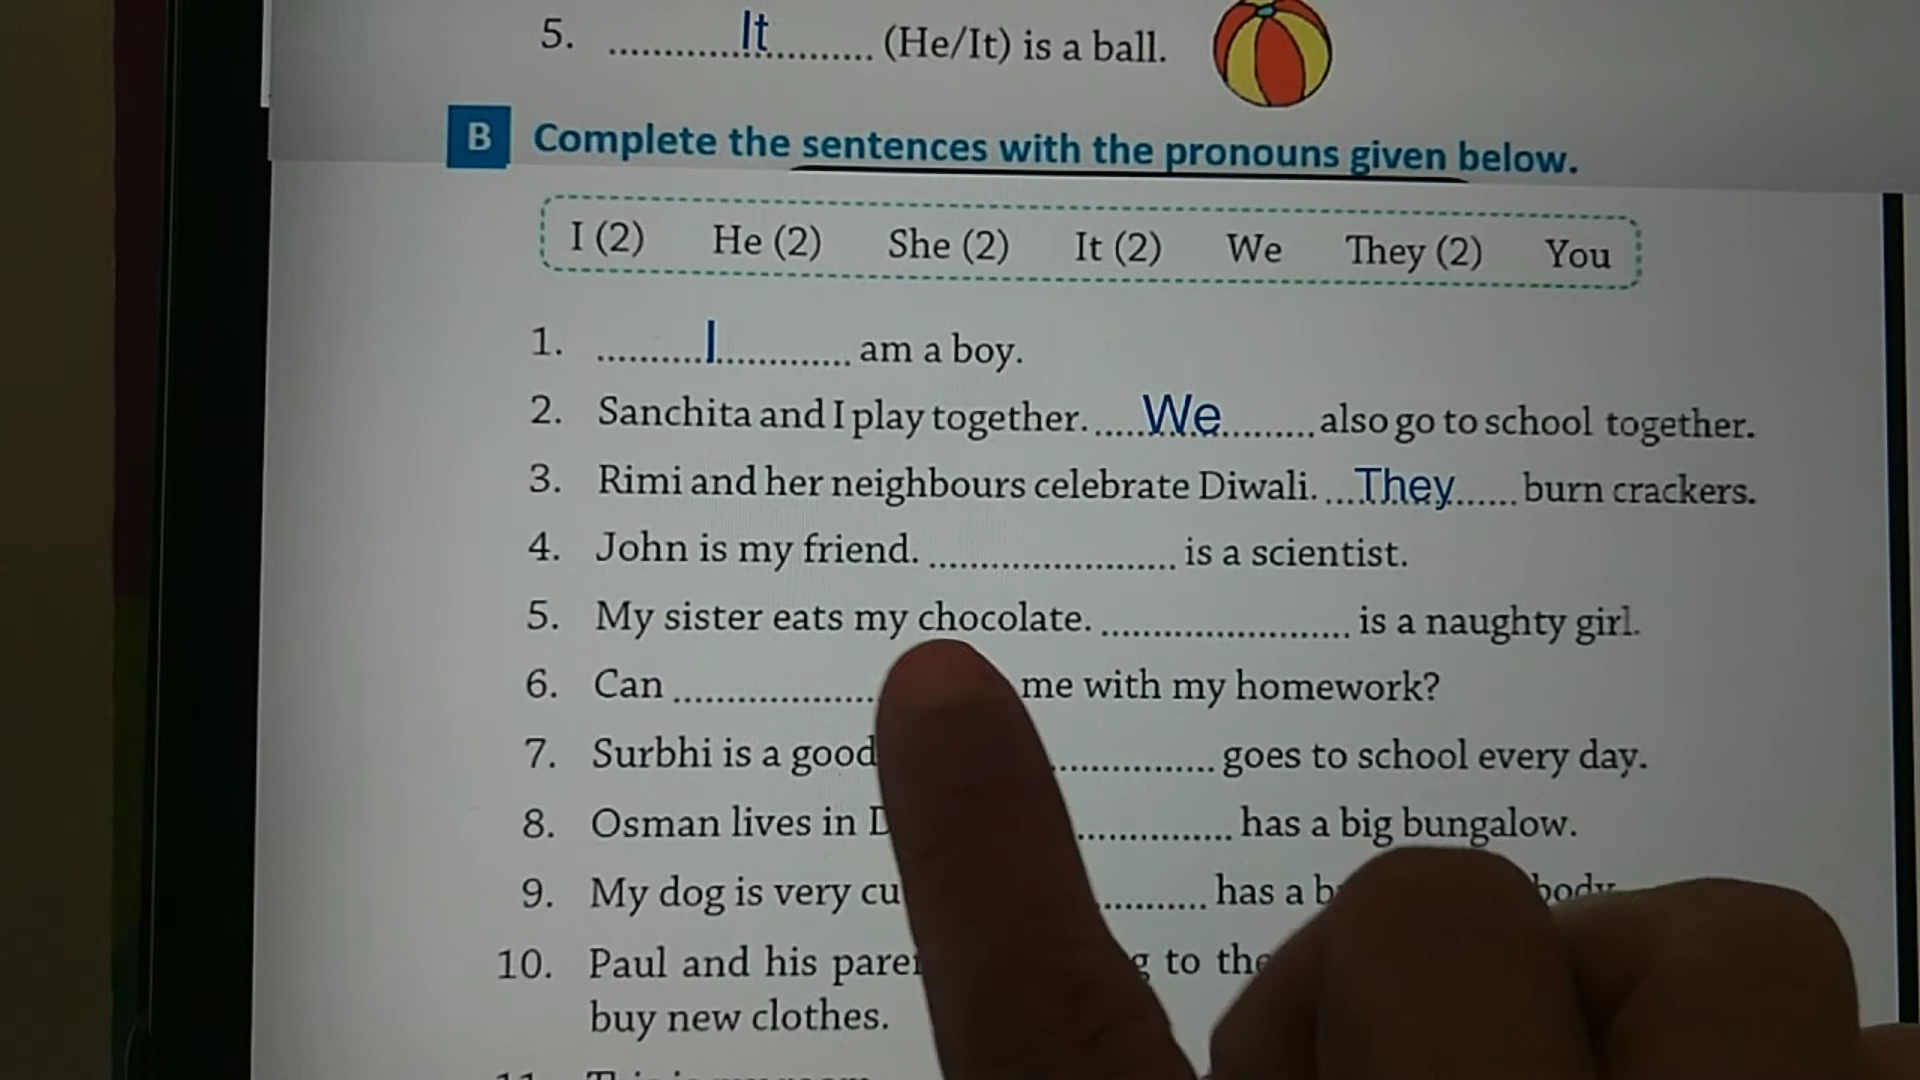 5. ..........It.......... (He/It) is a ball.
B Complete the sentences with the pronouns given below.
I (2) He (2) She (2) It (2) We They (2) You
1. ..........I............. am a boy.
2. Sanchita and I play together. .....We......... also go to school together.
3. Rimi and her neighbours celebrate Diwali. ...They...... burn crackers.
4. John is my friend. ........................ is a scientist.
5. My sister eats my chocolate. ........................ is a naughty girl.
6. Can .................... me with my homework?
7. Surbhi is a good ................ goes to school every day.
8. Osman lives in ............... has a big bungalow.
9. My dog is very ........... has a body
10. Paul and his to
buy new clothes.